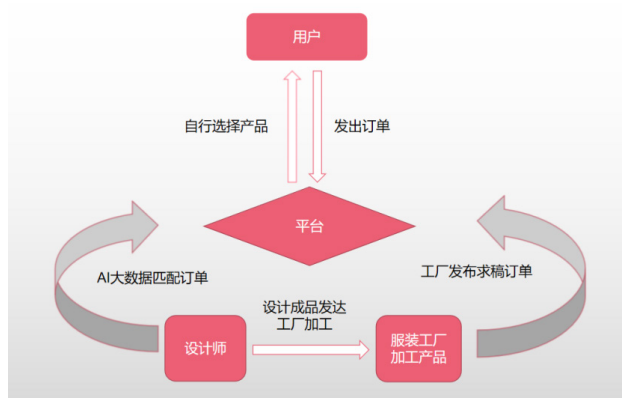 用户
自行选择产品
发出订单
平台
AI大数据匹配订单
工厂发布求稿订单
设计成品发达
工厂加工
设计师
服装工厂
加工产品